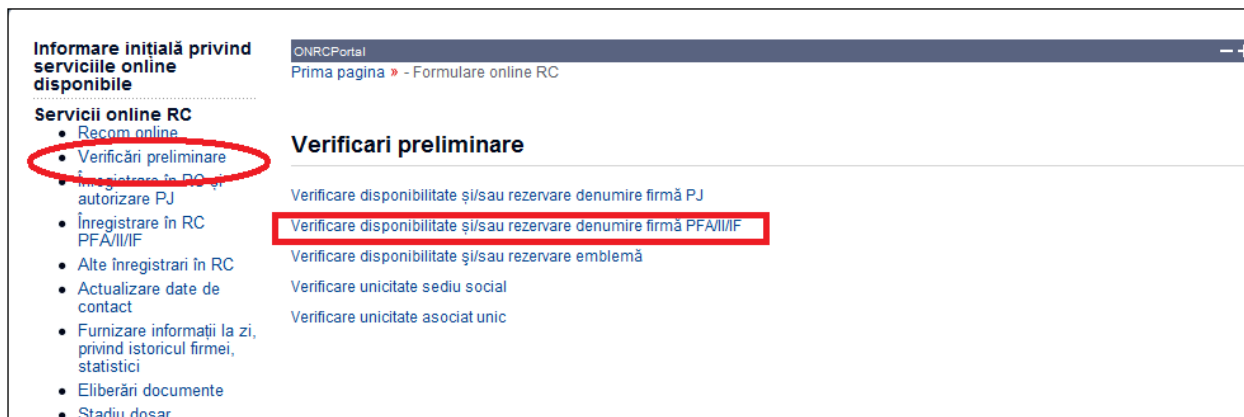 Informare inițială privind
serviciile online
disponibile
Servicii online RC
Recom online
Verificări preliminare
Înregistrare în RC și
autorizare PJ
Înregistrare în RC
PFA/II/IF
Alte înregistrari în RC
Actualizare date de
contact
Furnizare informații la zi,
privind istoricul firmei,
statistici
Eliberări documente
Stadiu dosar
ONRCPortal
Prima pagina » - Formulare online RC
Verificari preliminare
Verificare disponibilitate și/sau rezervare denumire firmă PJ
Verificare disponibilitate și/sau rezervare denumire firmă PFA/II/IF
Verificare disponibilitate şi/sau rezervare emblemă
Verificare unicitate sediu social
Verificare unicitate asociat unic